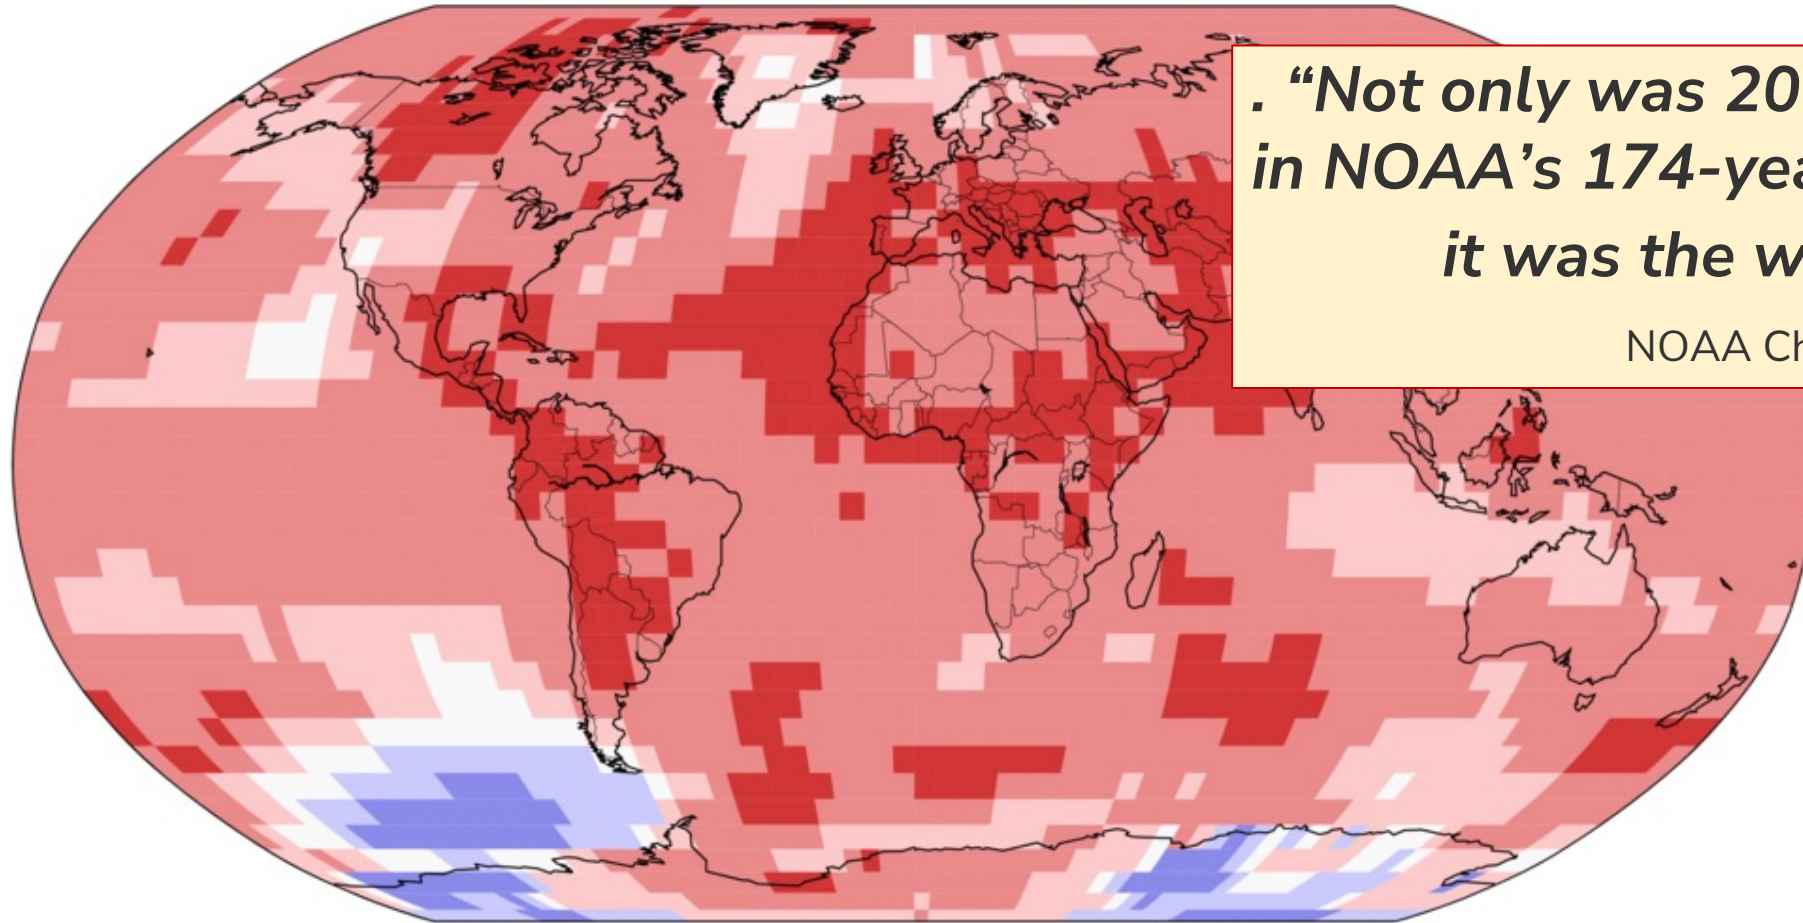 . “Not only was 20
in NOAA’s 174-yea
it was the w
NOAA Ch